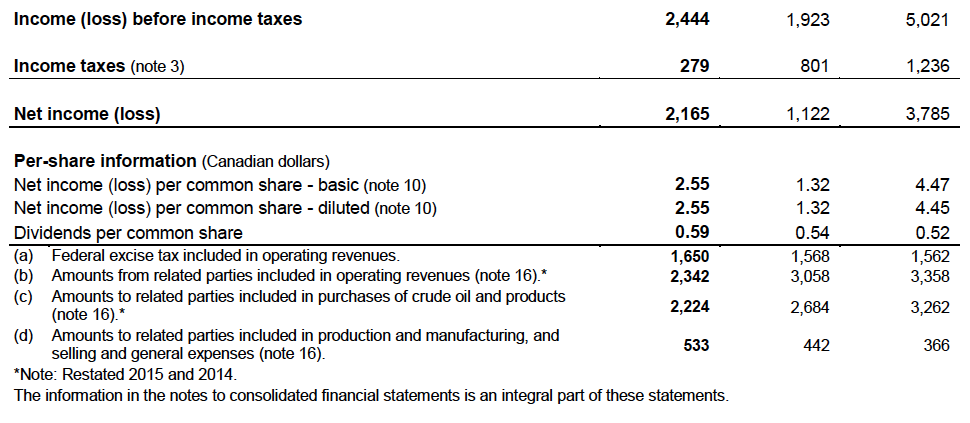 Income (loss) before income taxes 2,444 1,923 5,021
Income taxes (note 3) 279 801 1,236
Net income (loss) 2,165 1,122 3,785
Per-share information (Canadian dollars)
Net income (loss) per common share - basic (note 10) 2.55 1.32 4.47
Net income (loss) per common share - diluted (note 10) 2.55 1.32 4.45
Dividends per common share 0.59 0.54 0.52
(a) Federal excise tax included in operating revenues. 1,650 1,568 1,562
(b) Amounts from related parties included in operating revenues (note 16).* 2,342 3,058 3,358
(c) Amounts to related parties included in purchases of crude oil and products
(note 16).* 2,224 2,684 3,262
(d) Amounts to related parties included in production and manufacturing, and
selling and general expenses (note 16). 533 442 366
*Note: Restated 2015 and 2014.
The information in the notes to consolidated financial statements is an integral part of these statements.